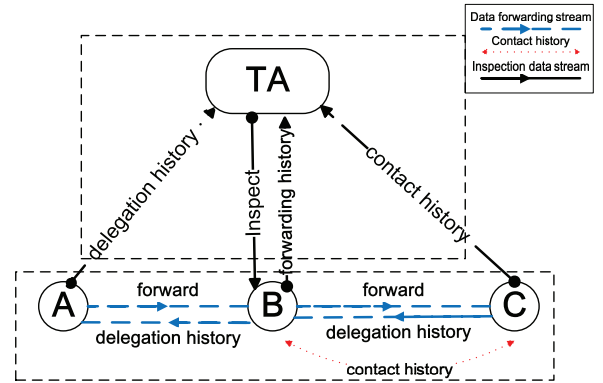 Data forwarding stream
Contact history
Inspection data stream
TA
delegation history
Inspect
forwarding history
contact history
A
forward
B
forward
C
delegation history
delegation history
contact history